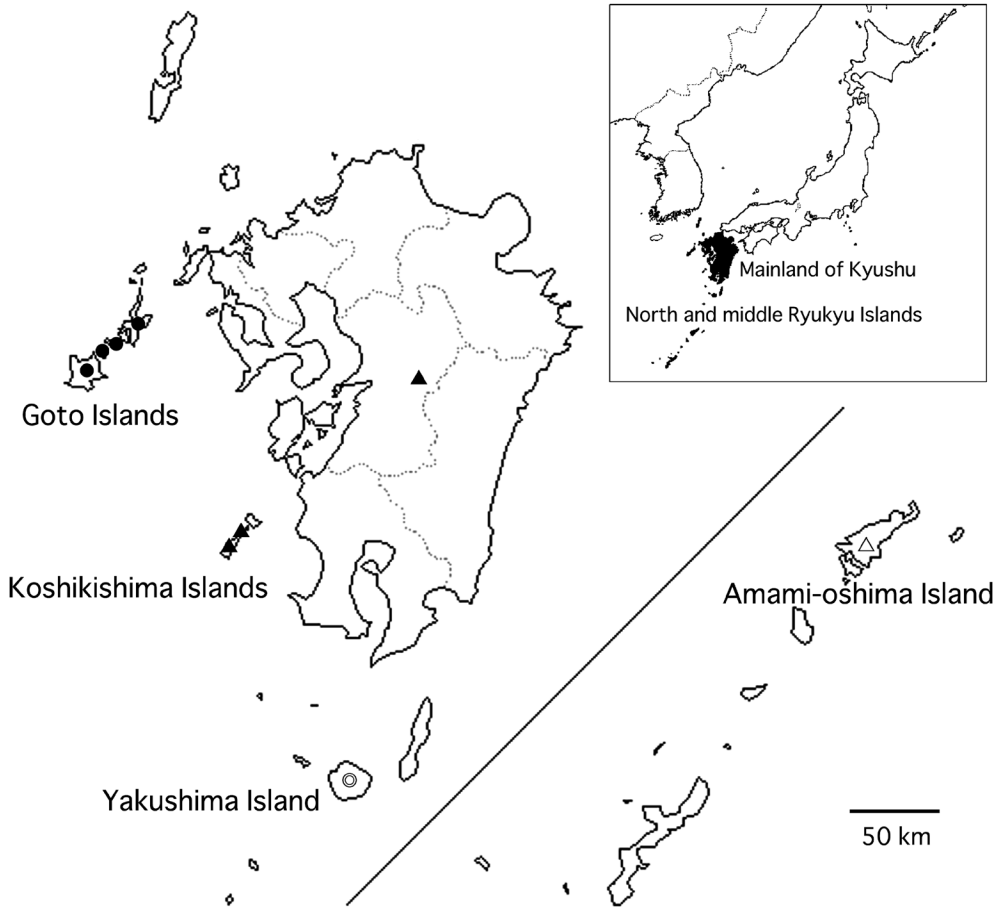 Mainland of Kyushu
North and middle Ryukyu Islands
Goto Islands
Koshikishima Islands
Amami-oshima Island
Yakushima Island
50 km